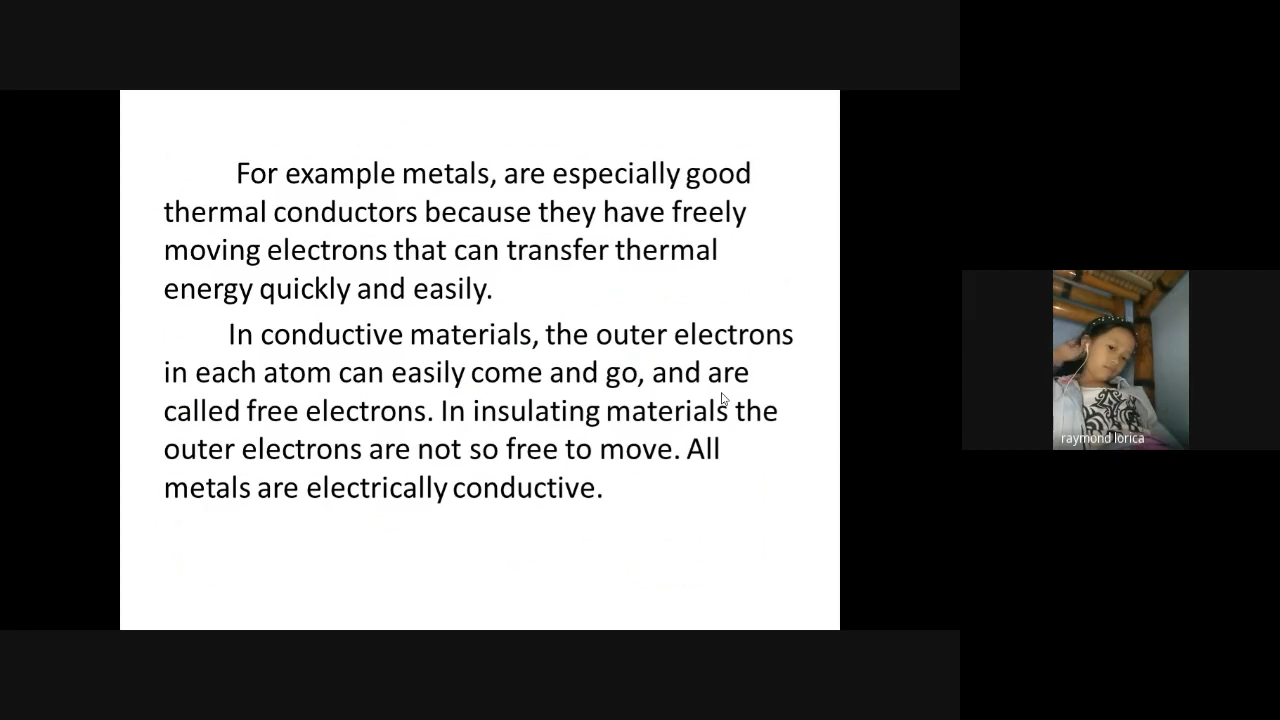 For example metals, are especially good
thermal conductors because they have freely
moving electrons that can transfer thermal
energy quickly and easily.
In conductive materials, the outer electrons
in each atom can easily come and go, and are
called free electrons. In insulating materials the
outer electrons are not so free to move. All
metals are electrically conductive.
raymond lorica